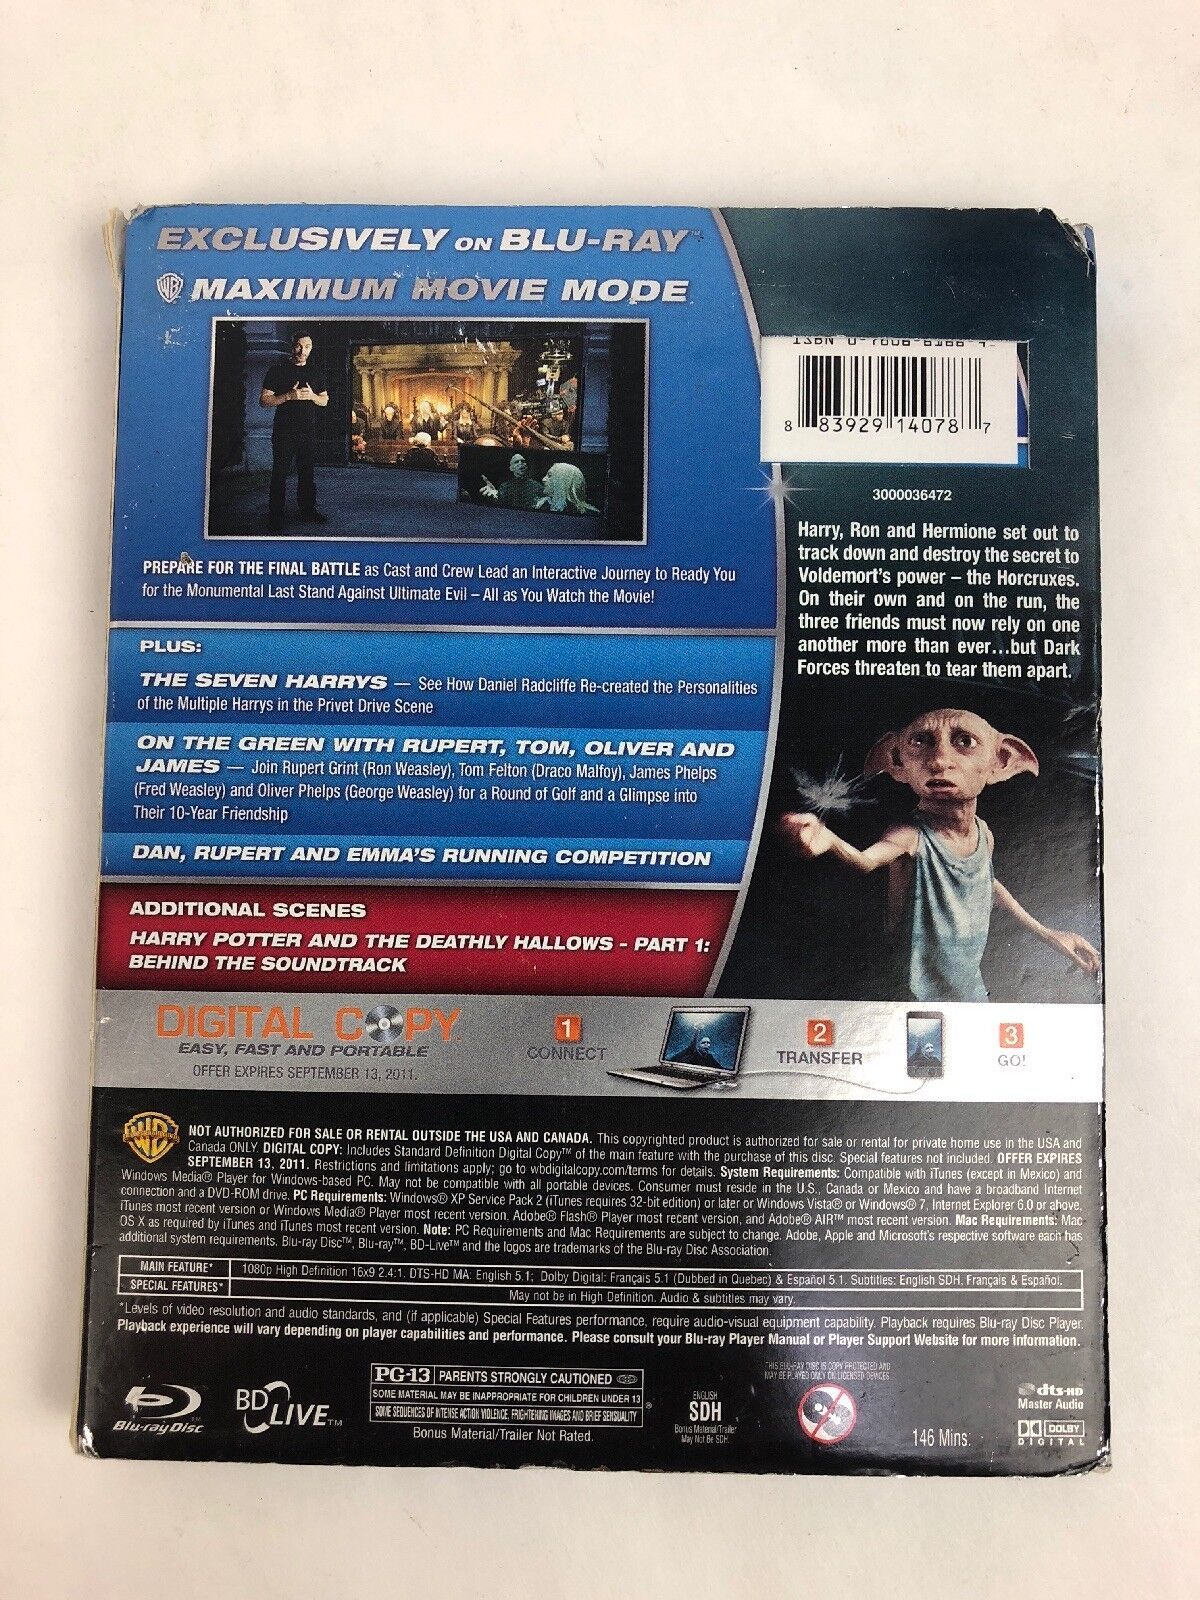 EXCLUSIVELY ON BLU-RAY™
WB MAXIMUM MOVIE MODE
PREPARE FOR THE FINAL BATTLE as Cast and Crew Lead an Interactive Journey to Ready You
for the Monumental Last Stand Against Ultimate Evil – All as You Watch the Movie!
PLUS:
THE SEVEN HARRYS — See How Daniel Radcliffe Re-created the Personalities
of the Multiple Harrys in the Privet Drive Scene
ON THE GREEN WITH RUPERT, TOM, OLIVER AND
JAMES — Join Rupert Grint (Ron Weasley), Tom Felton (Draco Malfoy), James Phelps
(Fred Weasley) and Oliver Phelps (George Weasley) for a Round of Golf and a Glimpse into
Their 10-Year Friendship
DAN, RUPERT AND EMMA'S RUNNING COMPETITION
ADDITIONAL SCENES
HARRY POTTER AND THE DEATHLY HALLOWS - PART 1:
BEHIND THE SOUNDTRACK
ISBN
8 83929 14078 7
3000036472
Harry, Ron and Hermione set out to
track down and destroy the secret to
Voldemort's power – the Horcruxes.
On their own and on the run, the
three friends must now rely on one
another more than ever...but Dark
Forces threaten to tear them apart.
DIGITAL COPY™
EASY, FAST AND PORTABLE
OFFER EXPIRES SEPTEMBER 13, 2011.
1
CONNECT
2
TRANSFER
3
GO!
WB
NOT AUTHORIZED FOR SALE OR RENTAL OUTSIDE THE USA AND CANADA. This copyrighted product is authorized for sale or rental for private home use in the USA and
Canada ONLY. DIGITAL COPY: Includes Standard Definition Digital Copy™ of the main feature with the purchase of this disc. Special features not included. OFFER EXPIRES
SEPTEMBER 13, 2011. Restrictions and limitations apply; go to wbdigitalcopy.com/terms for details. System Requirements: Compatible with iTunes (except in Mexico) and
Windows Media® Player for Windows-based PC. May not be compatible with all portable devices. Consumer must reside in the U.S., Canada or Mexico and have a broadband Internet
connection and a DVD-ROM drive. PC Requirements: Windows® XP Service Pack 2 (iTunes requires 32-bit edition) or later or Windows Vista® or Windows® 7, Internet Explorer 6.0 or above,
iTunes most recent version or Windows Media® Player most recent version, Adobe® Flash® Player most recent version, and Adobe® AIR™ most recent version. Mac Requirements: Mac
OS X as required by iTunes and iTunes most recent version. Note: PC Requirements and Mac Requirements are subject to change. Adobe, Apple and Microsoft's respective software each has
additional system requirements. Blu-ray Disc™, Blu-ray™, BD-Live™ and the logos are trademarks of the Blu-ray Disc Association.
MAIN FEATURE* 1080p High Definition 16x9 2.4:1. DTS-HD MA: English 5.1; Dolby Digital: Français 5.1 (Dubbed in Quebec) & Español 5.1. Subtitles: English SDH, Français & Español.
SPECIAL FEATURES* May not be in High Definition. Audio & subtitles may vary.
*Levels of video resolution and audio standards, and (if applicable) Special Features performance, require audio-visual equipment capability. Playback requires Blu-ray Disc Player.
Playback experience will vary depending on player capabilities and performance. Please consult your Blu-ray Player Manual or Player Support Website for more information.
Blu-ray Disc™
BD LIVE™
PG-13 PARENTS STRONGLY CAUTIONED
SOME MATERIAL MAY BE INAPPROPRIATE FOR CHILDREN UNDER 13
SOME SEQUENCES OF INTENSE ACTION VIOLENCE, FRIGHTENING IMAGES AND BRIEF SENSUALITY ®
Bonus Material/Trailer Not Rated.
ENGLISH
SDH
Bonus Material/Trailer
May Not Be SDH.
THIS BLU-RAY DISC IS COPY PROTECTED AND
MAY BE PLAYED ONLY ON LICENSED DEVICES
146 Mins.
dts-HD
Master Audio
DOLBY
DIGITAL